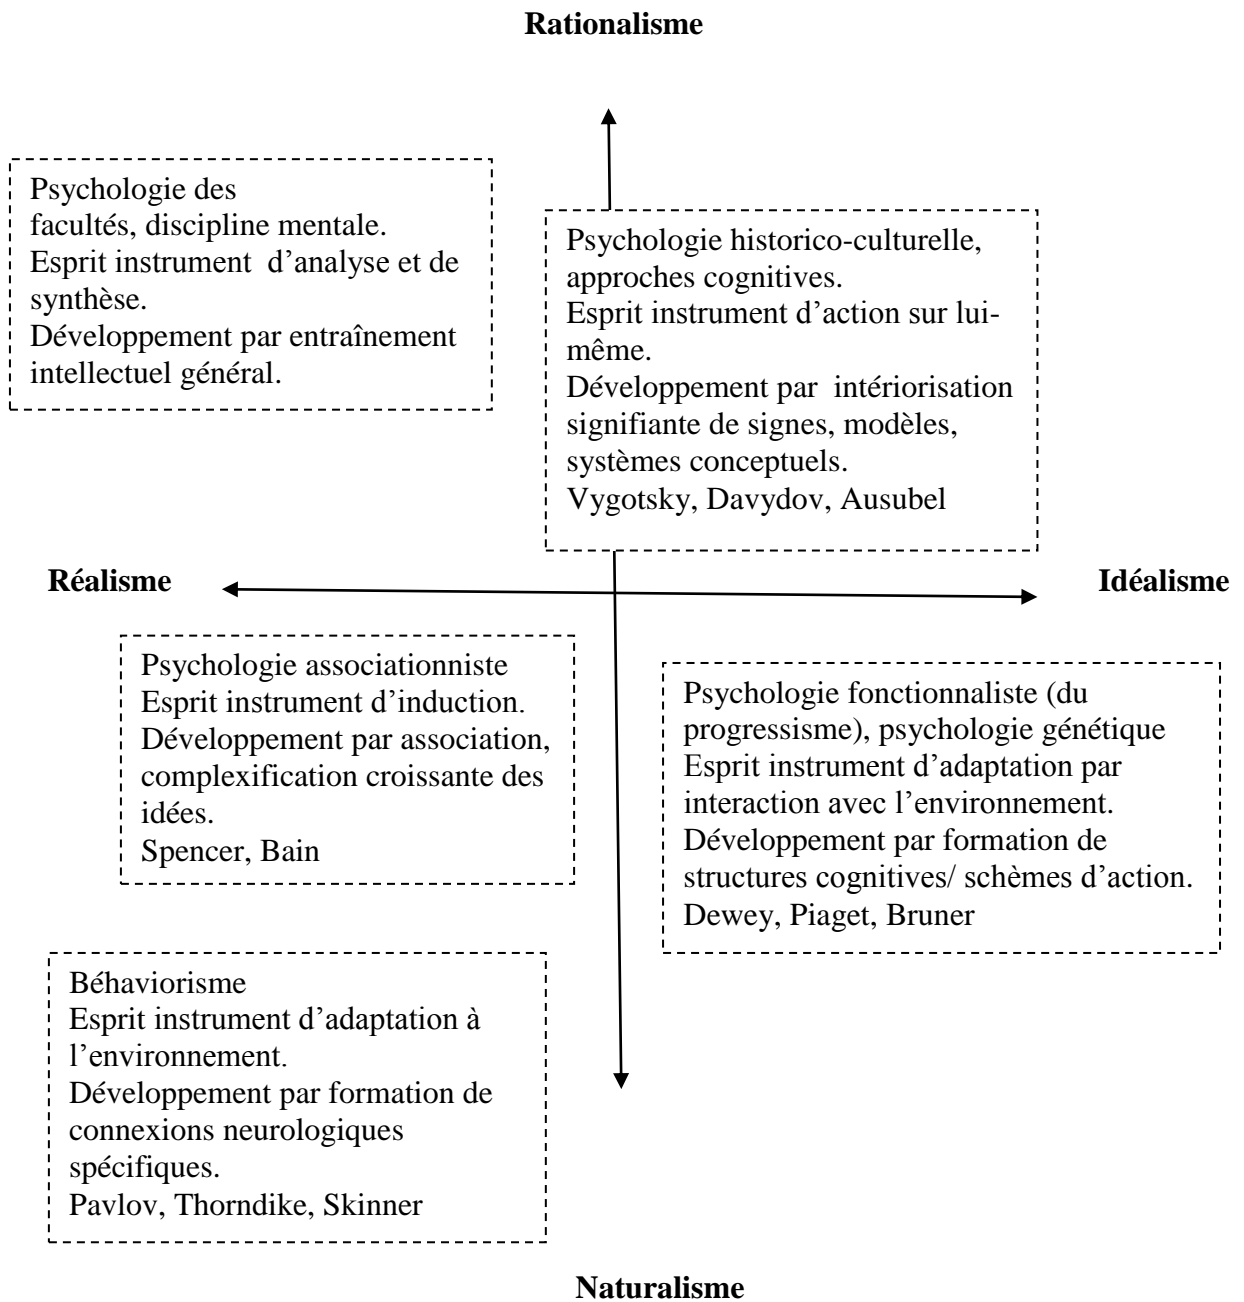 Rationalisme
Psychologie des
facultés, discipline mentale.
Esprit instrument d’analyse et de
synthèse.
Développement par entraînement
intellectuel général.
Psychologie historico-culturelle,
approches cognitives.
Esprit instrument d’action sur lui-
même.
Développement par intériorisation
signifiante de signes, modèles,
systèmes conceptuels.
Vygotsky, Davydov, Ausubel
Réalisme
Idéalisme
Psychologie associationniste
Esprit instrument d’induction.
Développement par association,
complexification croissante des
idées.
Spencer, Bain
Psychologie fonctionnaliste (du
progressisme), psychologie génétique
Esprit instrument d’adaptation par
interaction avec l’environnement.
Développement par formation de
structures cognitives/ schèmes d’action.
Dewey, Piaget, Bruner
Béhaviorisme
Esprit instrument d’adaptation à
l’environnement.
Développement par formation de
connexions neurologiques
spécifiques.
Pavlov, Thorndike, Skinner
Naturalisme